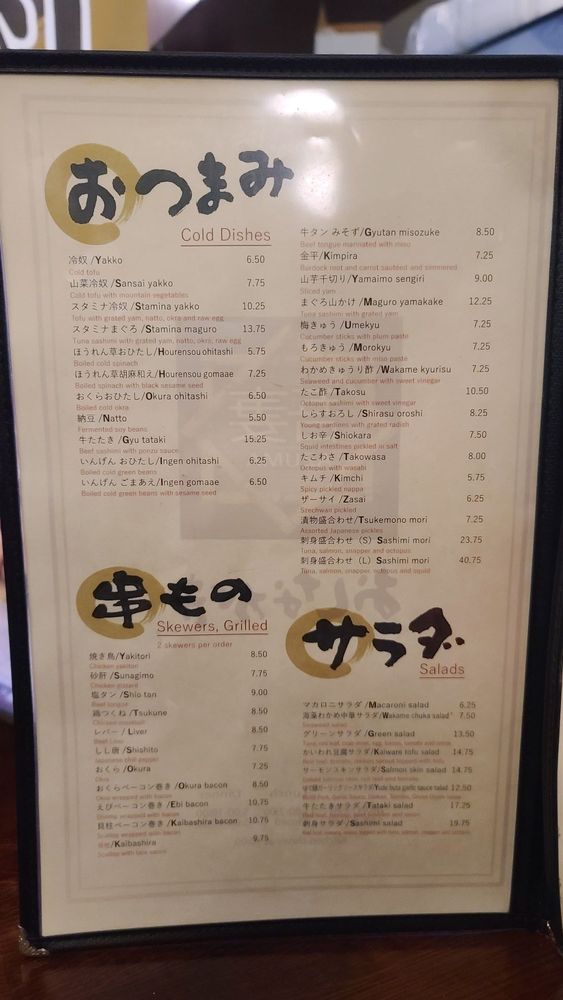 おつまみ
Cold Dishes
冷奴 /Yakko 6.50
Cold tofu
山菜冷奴 /Sansai yakko 7.75
Cold tofu with mountain vegetables
スタミナ冷奴 /Stamina yakko 10.25
Tofu with grated yam, natto, okra and raw egg
スタミナまぐろ /Stamina maguro 13.75
Tuna sashimi with grated yam, natto, okra, raw egg
ほうれん草おひたし/Hourensou ohitashi 5.75
Boiled cold spinach
ほうれん草胡麻和え/Hourensou gomaae 7.25
Boiled spinach with black sesame seed
おくらおひたし/Okura ohitashi 6.50
Boiled cold okra
納豆 /Natto 5.50
Fermented soy beans
牛たたき /Gyu tataki 15.25
Beef sashimi with ponzu sauce
いんげん おひたし/Ingen ohitashi 6.25
Boiled cold green beans
いんげん ごまあえ/Ingen gomaae 6.50
Boiled cold green beans with sesame seed
牛タン みそず/Gyutan misozuke 8.50
Beef tongue marinated with miso
金平/Kimpira 7.25
Burdock root and carrot sauteed and simmered
山芋千切り/Yamaimo sengiri 9.00
Sliced yam
まぐろ山かけ /Maguro yamakake 12.25
Tuna sashimi with grated yam
梅きゅう /Umekyu 7.25
Cucumber sticks with plum paste
もろきゅう /Morokyu 7.25
Cucumber sticks with miso paste
わかめきゅうり酢 /Wakame kyurisu 7.25
Seaweed and cucumber with sweet vinegar
たこ酢 /Takosu 10.50
Octopus sashimi with sweet vinegar
しらすおろし /Shirasu oroshi 8.25
Young sardines with grated radish
しお辛 /Shiokara 7.50
Squid intestines pickled in salt
たこわさ /Takowasa 8.00
Octopus with wasabi
キムチ /Kimchi 5.75
Spicy pickled nappa
ザーサイ /Zasai 6.25
Szechwan pickled
漬物盛合わせ/Tsukemono mori 7.25
Assorted Japanese pickles
刺身盛合わせ (S) Sashimi mori 23.75
Tuna, salmon, snapper and octopus
刺身盛合わせ (L) Sashimi mori 40.75
Tuna, salmon, snapper, octopus and squid
串もの
Skewers, Grilled
2 skewers per order
焼き鳥/Yakitori 8.50
Chicken yakitori
砂肝 /Sunagimo 7.75
Chicken gizzard
塩タン /Shio tan 9.00
Beef tongue
鶏つくね /Tsukune 8.50
Chicken meatball
レバー / Liver 8.50
Beef Liver
しし唐 /Shishito 7.75
Japanese chili pepper
おくら /Okura 7.25
Okra
おくらベーコン巻き /Okura bacon 8.50
Okra wrapped with bacon
えびベーコン巻き /Ebi bacon 10.75
Shrimp wrapped with bacon
貝柱ベーコン巻き /Kaibashira bacon 10.75
Scallop wrapped with bacon
/Kaibashira 9.75
Scallop with tare sauce
サラダ
Salads
マカロニサラダ /Macaroni salad 6.25
海藻わかめ中華サラダ /Wakame chuka salad 7.50
Seaweed salad
グリーンサラダ /Green salad 13.50
かいわれ豆腐サラダ /Kaiware tofu salad 14.75
サーモンスキンサラダ /Salmon skin salad 14.75
/Yude buta garlic sauce salad 12.50
牛たたきサラダ /Tataki salad 17.25
刺身サラダ /Sashimi salad 19.75